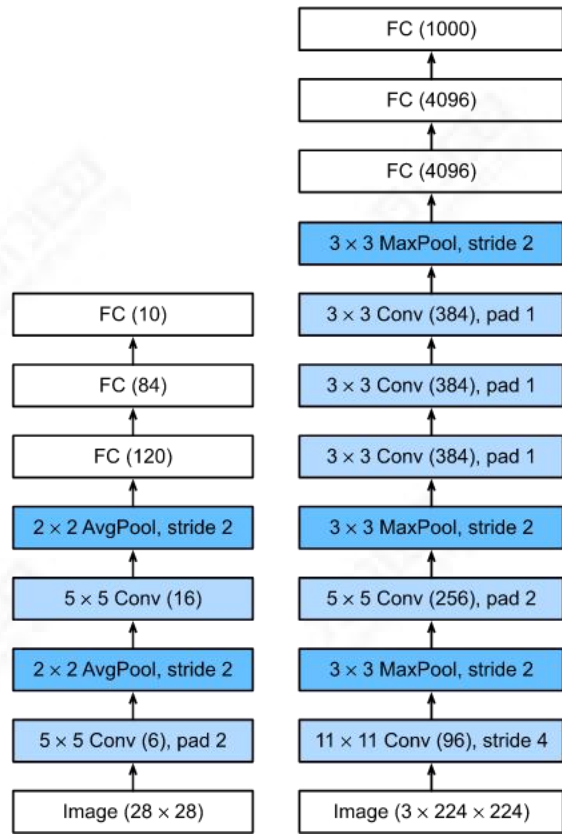 FC (10)
FC (84)
FC (120)
2 × 2 AvgPool, stride 2
5 × 5 Conv (16)
2 × 2 AvgPool, stride 2
5 × 5 Conv (6), pad 2
Image (28 × 28)
FC (1000)
FC (4096)
FC (4096)
3 × 3 MaxPool, stride 2
3 × 3 Conv (384), pad 1
3 × 3 Conv (384), pad 1
3 × 3 Conv (384), pad 1
3 × 3 MaxPool, stride 2
5 × 5 Conv (256), pad 2
3 × 3 MaxPool, stride 2
11 × 11 Conv (96), stride 4
Image (3 × 224 × 224)